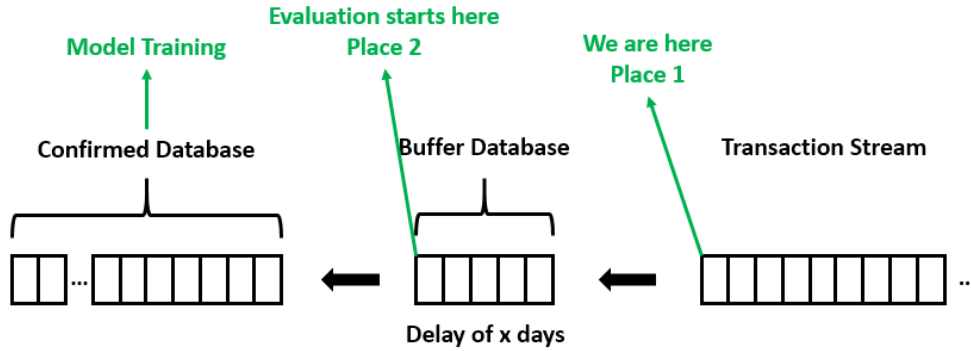 Evaluation starts here
Place 2
Model Training
We are here
Place 1
Confirmed Database
Buffer Database
Transaction Stream
...
..
Delay of x days